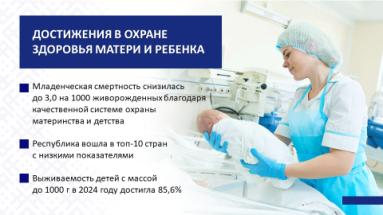 ДОСТИЖЕНИЯ В ОХРАНЕ
ЗДОРОВЬЯ МАТЕРИ И РЕБЕНКА
Младенческая смертность снизилась
до 3,0 на 1000 живорожденных благодаря
качественной системе охраны
материнства и детства
Республика вошла в топ-10 стран
с низкими показателями
Выживаемость детей с массой
до 1000 г в 2024 году достигла 85,6%